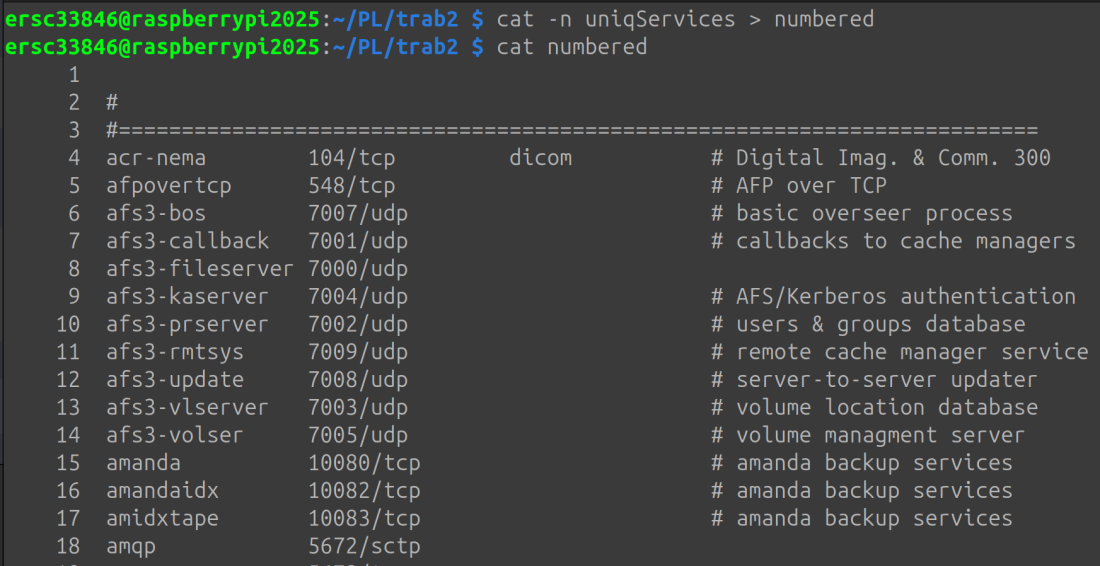 ersc33846@raspberrypi2025:~/PL/trab2 $ cat -n uniqServices > numbered
ersc33846@raspberrypi2025:~/PL/trab2 $ cat numbered
     1
     2  #
     3  #=========================================================================
     4  acr-nema        104/tcp         dicom           # Digital Imag. & Comm. 300
     5  afpovertcp      548/tcp                         # AFP over TCP
     6  afs3-bos        7007/udp                        # basic overseer process
     7  afs3-callback   7001/udp                        # callbacks to cache managers
     8  afs3-fileserver 7000/udp
     9  afs3-kaserver   7004/udp                        # AFS/Kerberos authentication
    10  afs3-prserver   7002/udp                        # users & groups database
    11  afs3-rmtsys     7009/udp                        # remote cache manager service
    12  afs3-update     7008/udp                        # server-to-server updater
    13  afs3-vlserver   7003/udp                        # volume location database
    14  afs3-volser     7005/udp                        # volume managment server
    15  amanda          10080/tcp                       # amanda backup services
    16  amandaidx       10082/tcp                       # amanda backup services
    17  amidxtape       10083/tcp                       # amanda backup services
    18  amqp            5672/sctp